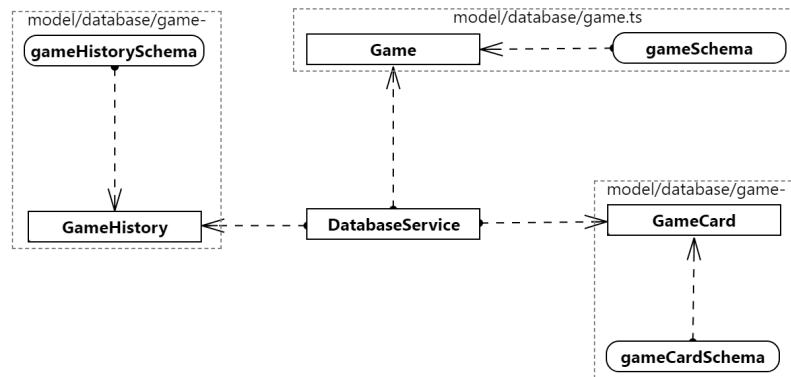 model/database/game-
gameHistorySchema
GameHistory
model/database/game.ts
Game
gameSchema
DatabaseService
model/database/game-
GameCard
gameCardSchema